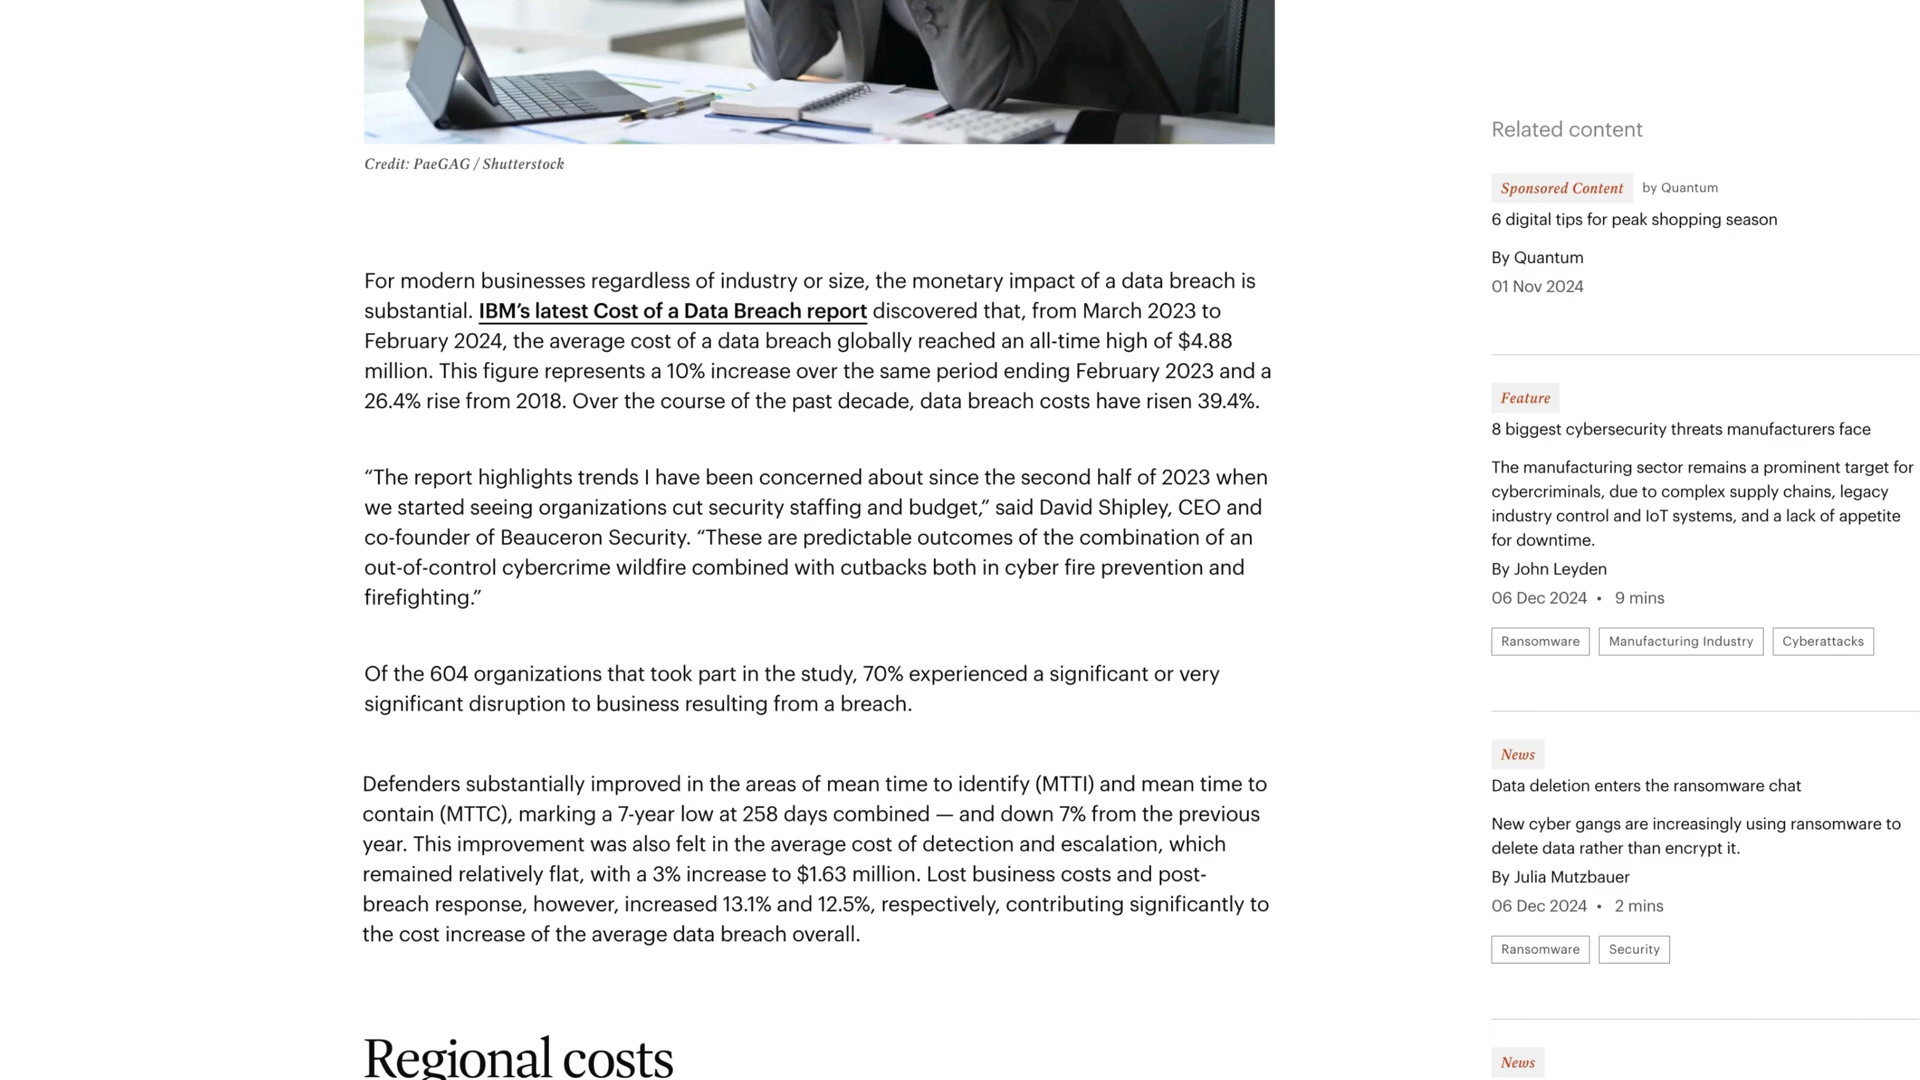 Credit: PaeGAG / Shutterstock
For modern businesses regardless of industry or size, the monetary impact of a data breach is
substantial. IBM’s latest Cost of a Data Breach report discovered that, from March 2023 to
February 2024, the average cost of a data breach globally reached an all-time high of $4.88
million. This figure represents a 10% increase over the same period ending February 2023 and a
26.4% rise from 2018. Over the course of the past decade, data breach costs have risen 39.4%.
“The report highlights trends I have been concerned about since the second half of 2023 when
we started seeing organizations cut security staffing and budget,” said David Shipley, CEO and
co-founder of Beauceron Security. “These are predictable outcomes of the combination of an
out-of-control cybercrime wildfire combined with cutbacks both in cyber fire prevention and
firefighting.”
Of the 604 organizations that took part in the study, 70% experienced a significant or very
significant disruption to business resulting from a breach.
Defenders substantially improved in the areas of mean time to identify (MTTI) and mean time to
contain (MTTC), marking a 7-year low at 258 days combined — and down 7% from the previous
year. This improvement was also felt in the average cost of detection and escalation, which
remained relatively flat, with a 3% increase to $1.63 million. Lost business costs and post-
breach response, however, increased 13.1% and 12.5%, respectively, contributing significantly to
the cost increase of the average data breach overall.
Regional costs
Related content
Sponsored Content by Quantum
6 digital tips for peak shopping season
By Quantum
01 Nov 2024
Feature
8 biggest cybersecurity threats manufacturers face
The manufacturing sector remains a prominent target for
cybercriminals, due to complex supply chains, legacy
industry control and IoT systems, and a lack of appetite
for downtime.
By John Leyden
06 Dec 2024 • 9 mins
Ransomware Manufacturing Industry Cyberattacks
News
Data deletion enters the ransomware chat
New cyber gangs are increasingly using ransomware to
delete data rather than encrypt it.
By Julia Mutzbauer
06 Dec 2024 • 2 mins
Ransomware Security
News